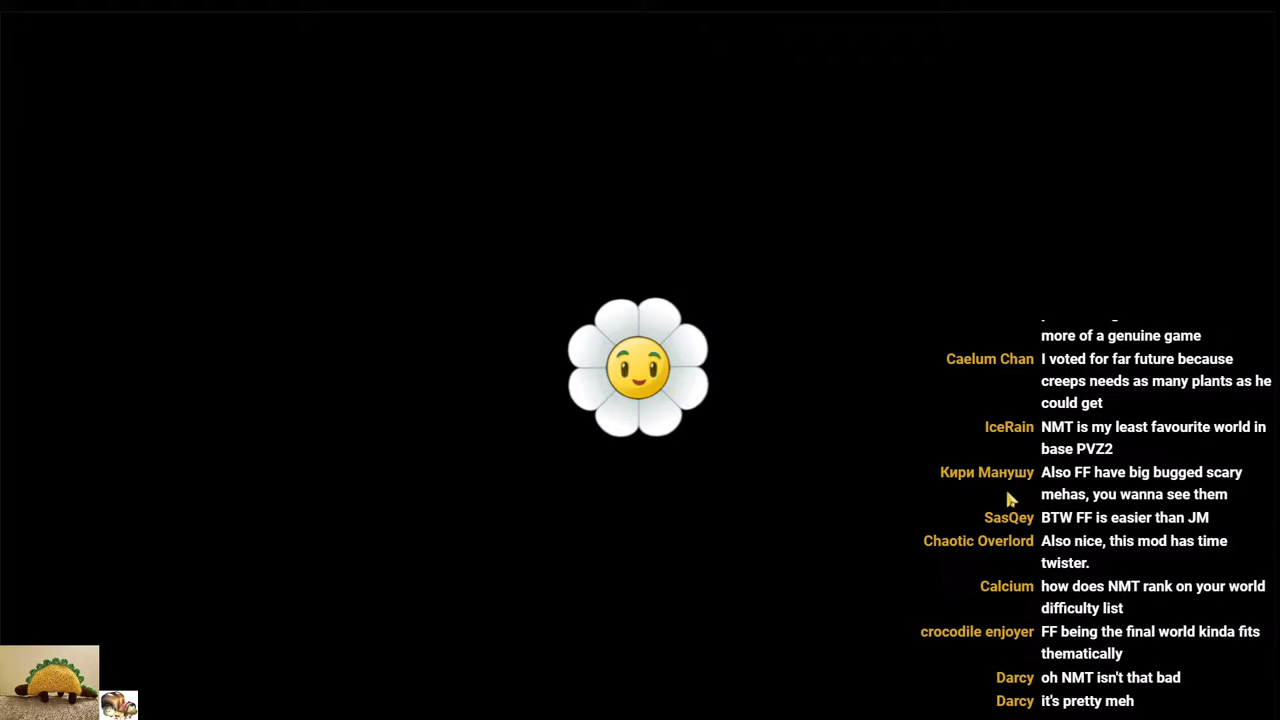 more of a genuine game
Caelum Chan I voted for far future because
creeps needs as many plants as he
could get
IceRain NMT is my least favourite world in
base PVZ2
Кири Манушу Also FF have big bugged scary
mehas, you wanna see them
SasQey BTW FF is easier than JM
Chaotic Overlord Also nice, this mod has time
twister.
Calcium how does NMT rank on your world
difficulty list
crocodile enjoyer FF being the final world kinda fits
thematically
Darcy oh NMT isn't that bad
Darcy it's pretty meh